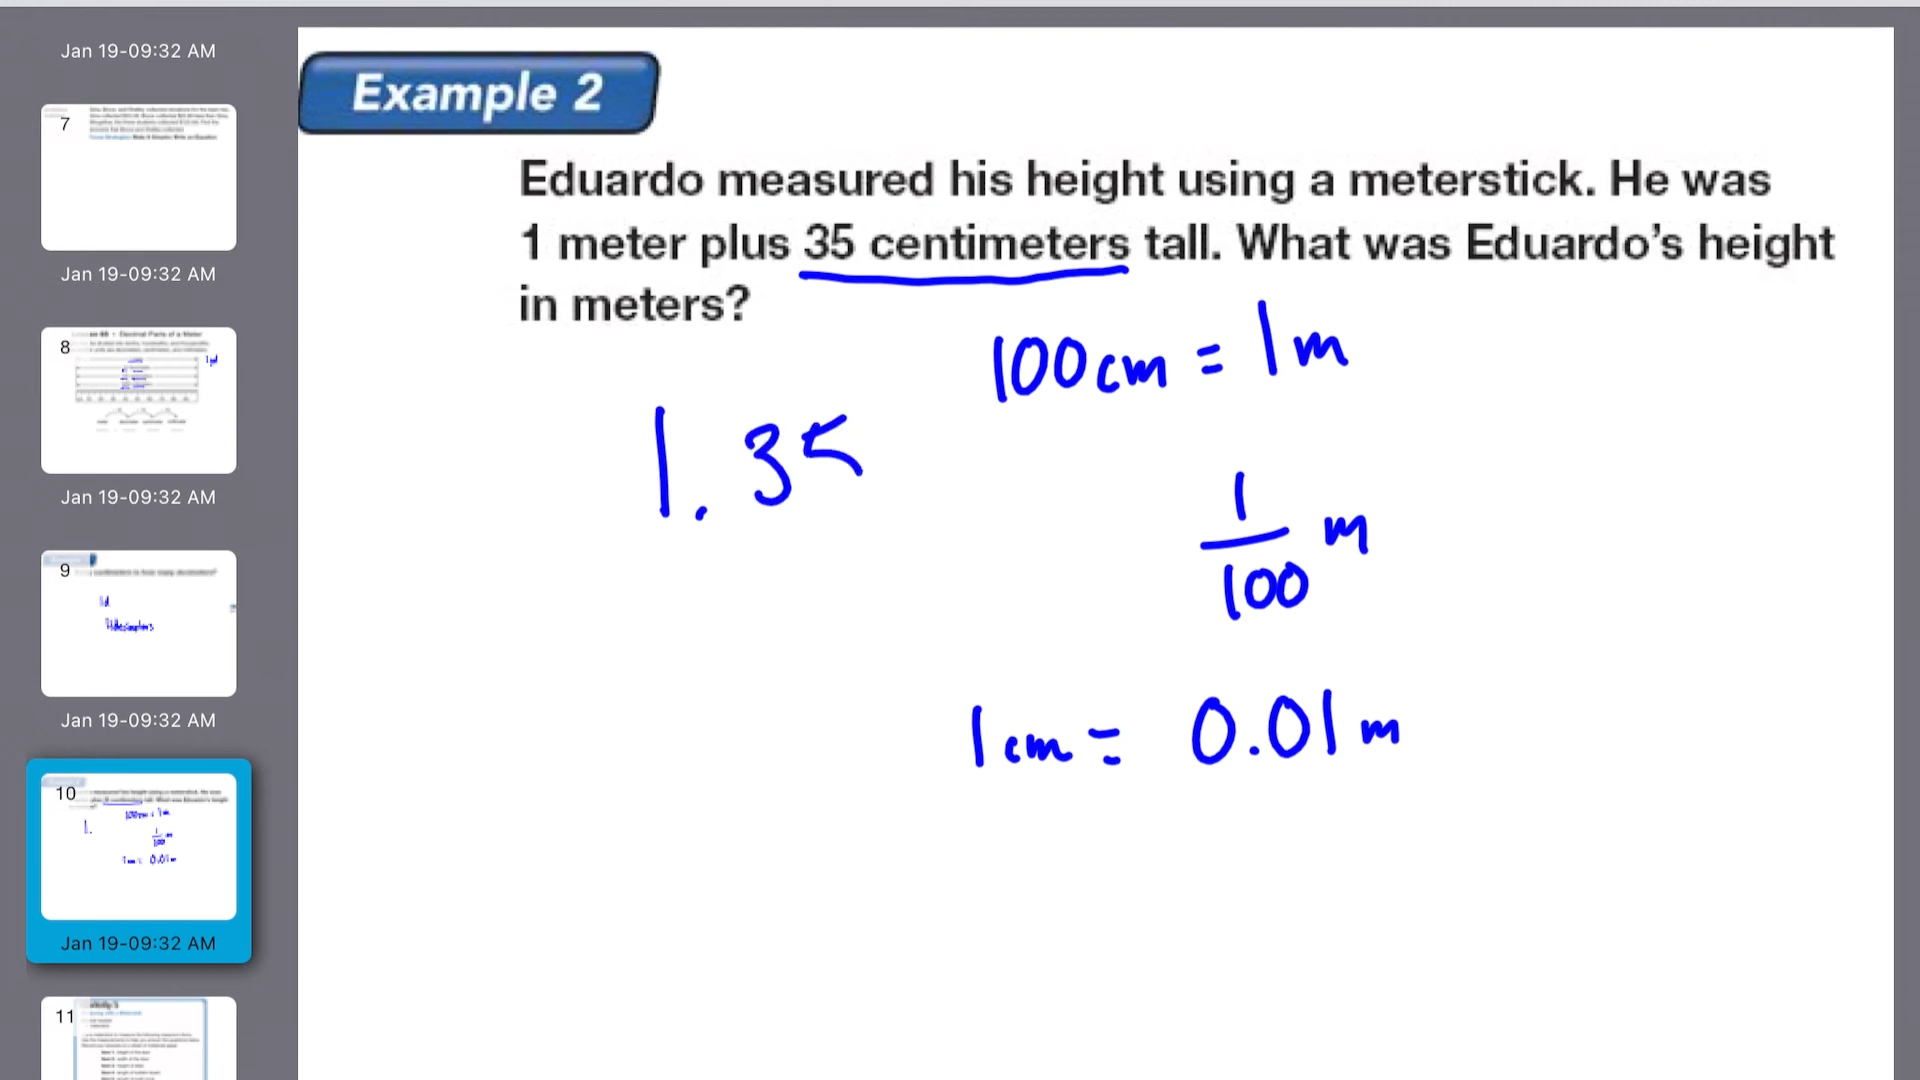 Jan 19-09:32 AM
7
Jan 19-09:32 AM
8
Jan 19-09:32 AM
9
Jan 19-09:32 AM
10
Jan 19-09:32 AM
11
Example 2
Eduardo measured his height using a meterstick. He was
1 meter plus 35 centimeters tall. What was Eduardo's height
in meters?
100cm = 1m
1.35
1
100 m
1cm = 0.01m